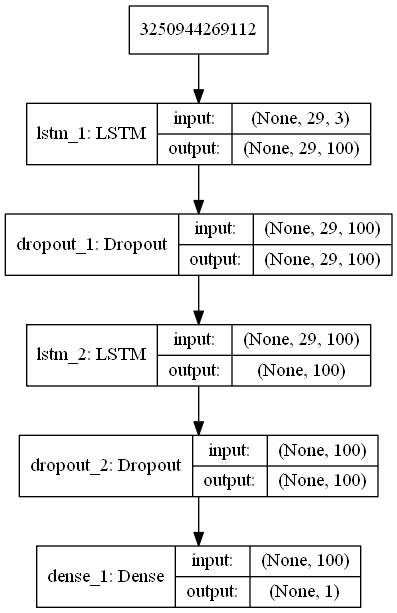 3250944269112
lstm_1: LSTM
input:
(None, 29, 3)
output:
(None, 29, 100)
dropout_1: Dropout
input:
(None, 29, 100)
output:
(None, 29, 100)
lstm_2: LSTM
input:
(None, 29, 100)
output:
(None, 100)
dropout_2: Dropout
input:
(None, 100)
output:
(None, 100)
dense_1: Dense
input:
(None, 100)
output:
(None, 1)